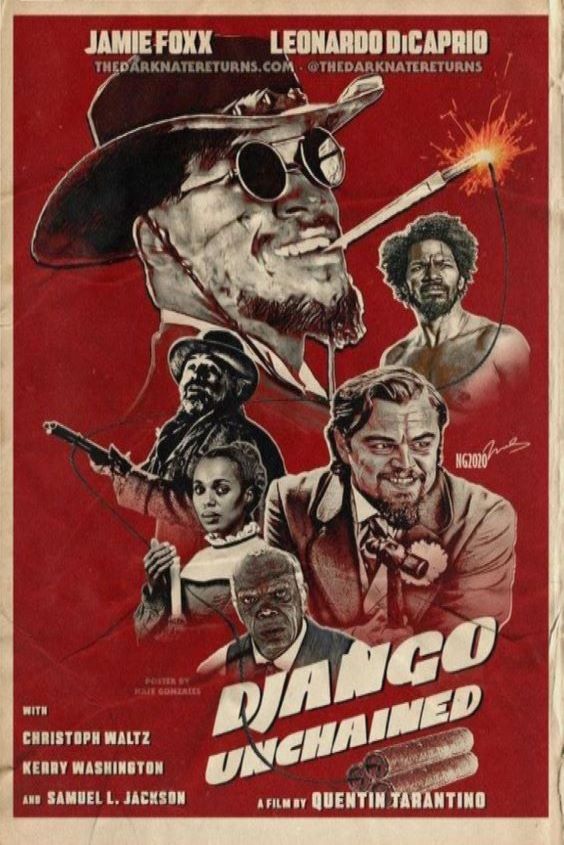 JAMIE FOXX LEONARDO DiCAPRIO
THEDARKNATERETURNS.COM - @THEDARKNATERETURNS
NG2020
POSTER BY
NATE GONZALES
DJANGO
UNCHAINED
WITH
CHRISTOPH WALTZ
KERRY WASHINGTON
AND SAMUEL L. JACKSON
A FILM BY QUENTIN TARANTINO